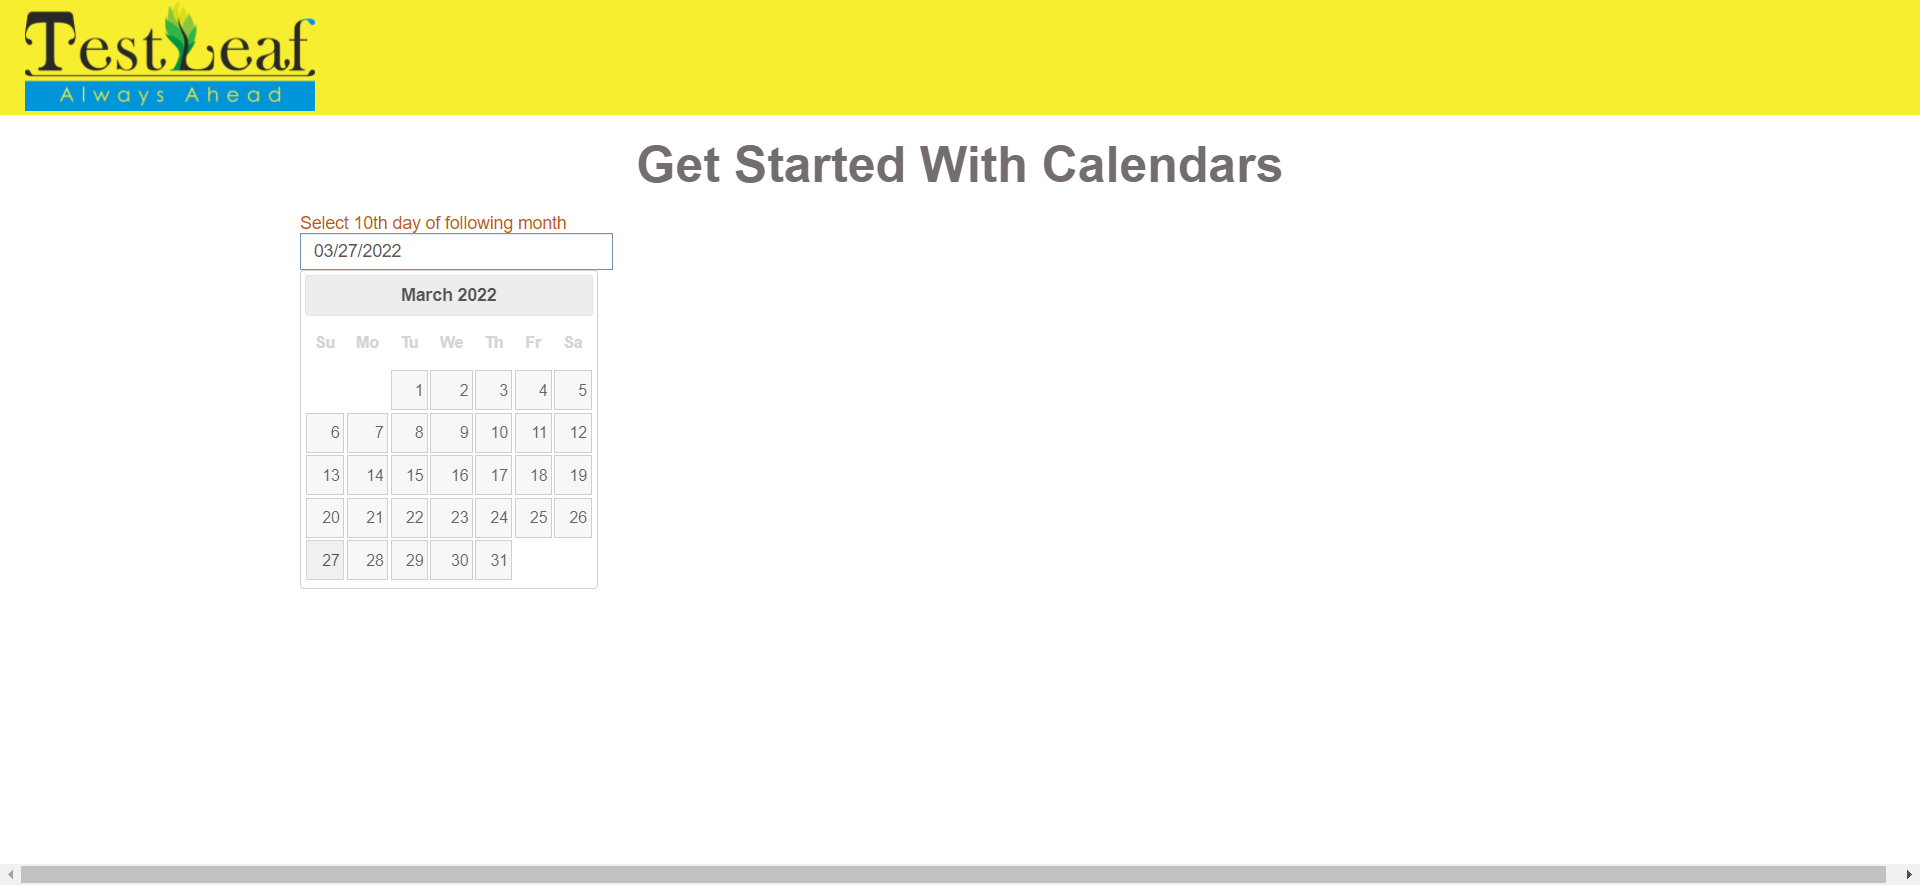 TestLeaf
Always Ahead
Get Started With Calendars
Select 10th day of following month
03/27/2022
March 2022
Su Mo Tu We Th Fr Sa
1 2 3 4 5
6 7 8 9 10 11 12
13 14 15 16 17 18 19
20 21 22 23 24 25 26
27 28 29 30 31